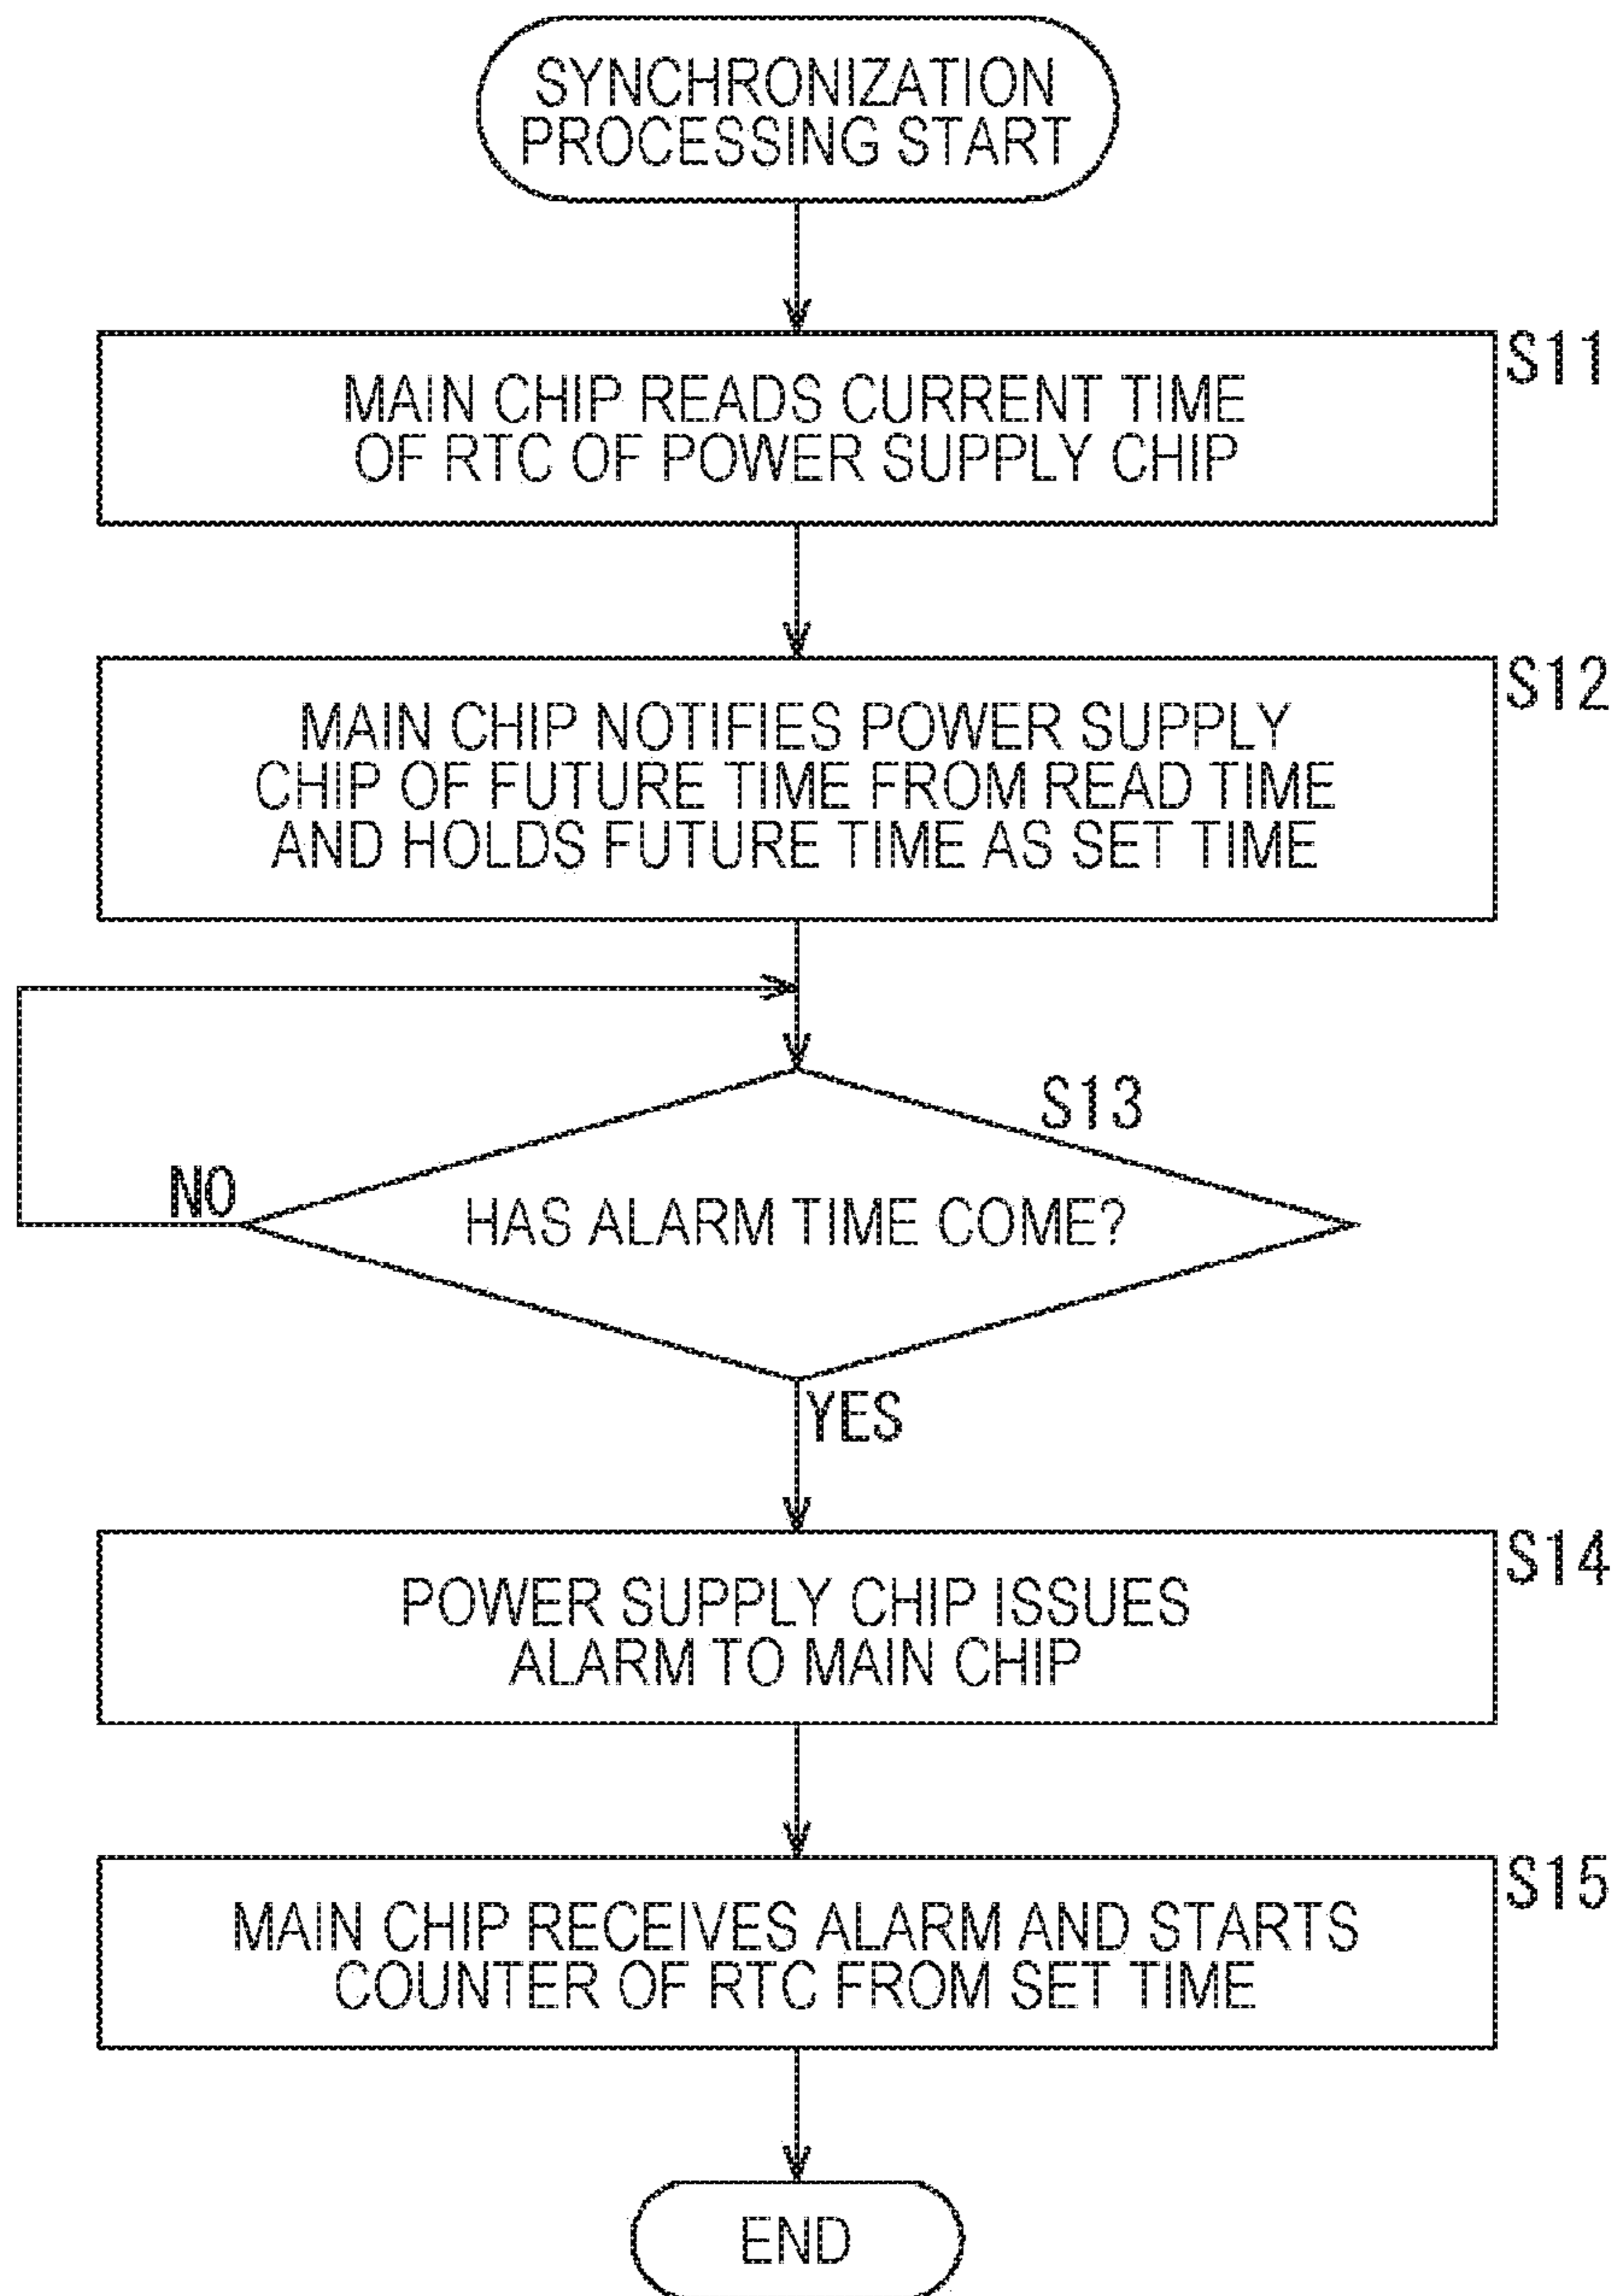 SYNCHRONIZATION
PROCESSING START
S11
MAIN CHIP READS CURRENT TIME
OF RTC OF POWER SUPPLY CHIP
S12
MAIN CHIP NOTIFIES POWER SUPPLY
CHIP OF FUTURE TIME FROM READ TIME
AND HOLDS FUTURE TIME AS SET TIME
S13
NO
HAS ALARM TIME COME?
YES
S14
POWER SUPPLY CHIP ISSUES
ALARM TO MAIN CHIP
S15
MAIN CHIP RECEIVES ALARM AND STARTS
COUNTER OF RTC FROM SET TIME
END